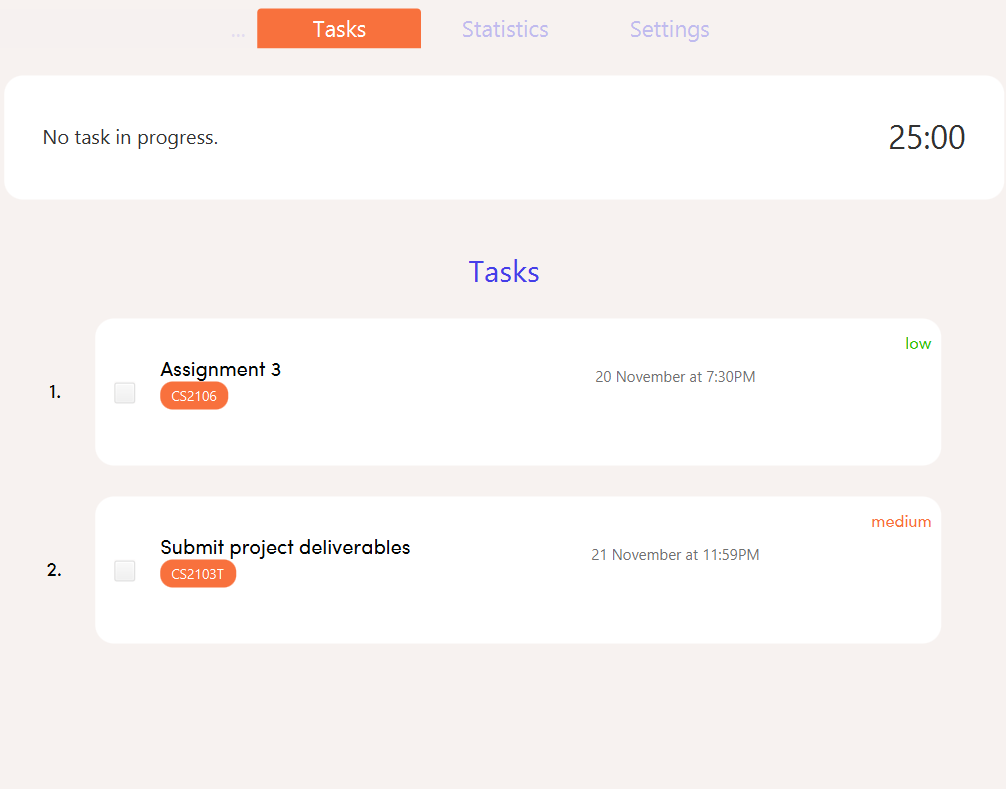 ... Tasks Statistics Settings
No task in progress. 25:00
Tasks
low
1. Assignment 3 20 November at 7:30PM
CS2106
medium
2. Submit project deliverables 21 November at 11:59PM
CS2103T